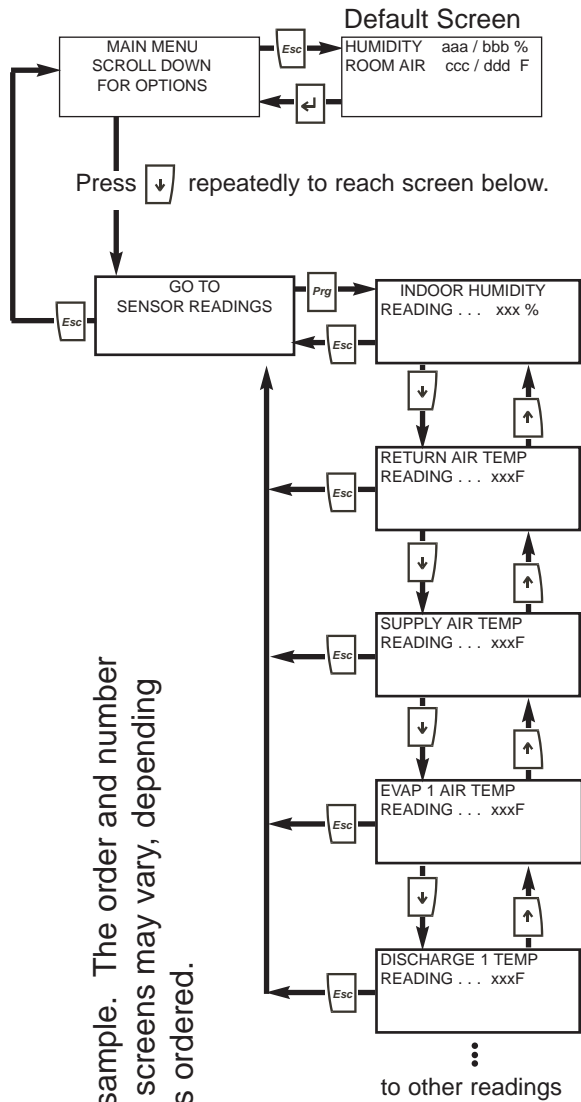 Default Screen
MAIN MENU
SCROLL DOWN
FOR OPTIONS
Esc
HUMIDITY aaa / bbb %
ROOM AIR ccc / ddd F
↵
Press ↓ repeatedly to reach screen below.
GO TO
SENSOR READINGS
Prg
Esc
INDOOR HUMIDITY
READING . . . xxx %
Esc
↓
↑
RETURN AIR TEMP
READING . . . xxxF
Esc
↓
↑
SUPPLY AIR TEMP
READING . . . xxxF
Esc
↓
↑
EVAP 1 AIR TEMP
READING . . . xxxF
Esc
↓
↑
DISCHARGE 1 TEMP
READING . . . xxxF
Esc
to other readings
sample. The order and number
screens may vary, depending
s ordered.